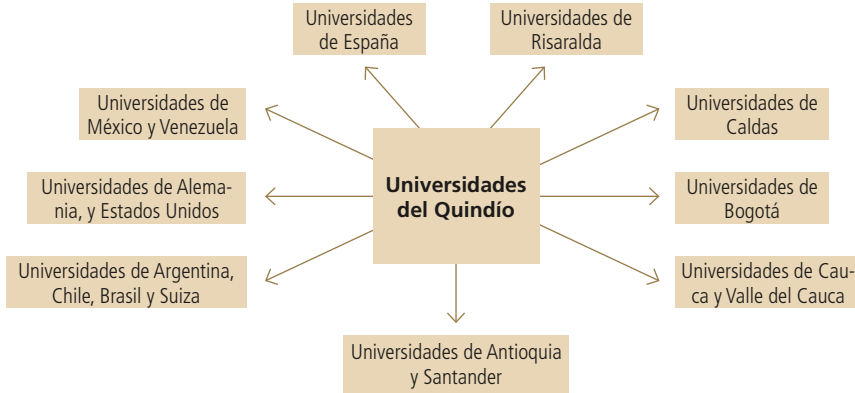 Universidades
de España
Universidades de
Risaralda
Universidades de
México y Venezuela
Universidades de
Caldas
Universidades de Alema-
nia, y Estados Unidos
Universidades
del Quindío
Universidades de
Bogotá
Universidades de Argentina,
Chile, Brasil y Suiza
Universidades de Cau-
ca y Valle del Cauca
Universidades de Antioquia
y Santander